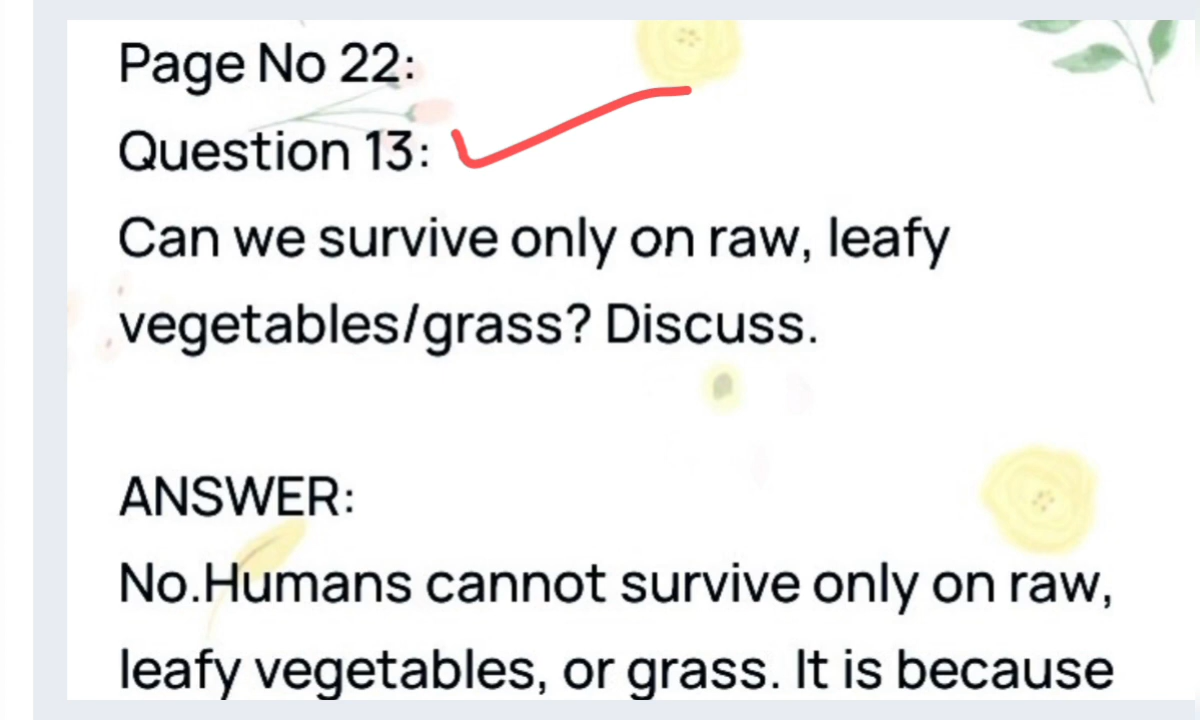 Page No 22:
Question 13:
Can we survive only on raw, leafy
vegetables/grass? Discuss.
ANSWER:
No.Humans cannot survive only on raw,
leafy vegetables, or grass. It is because